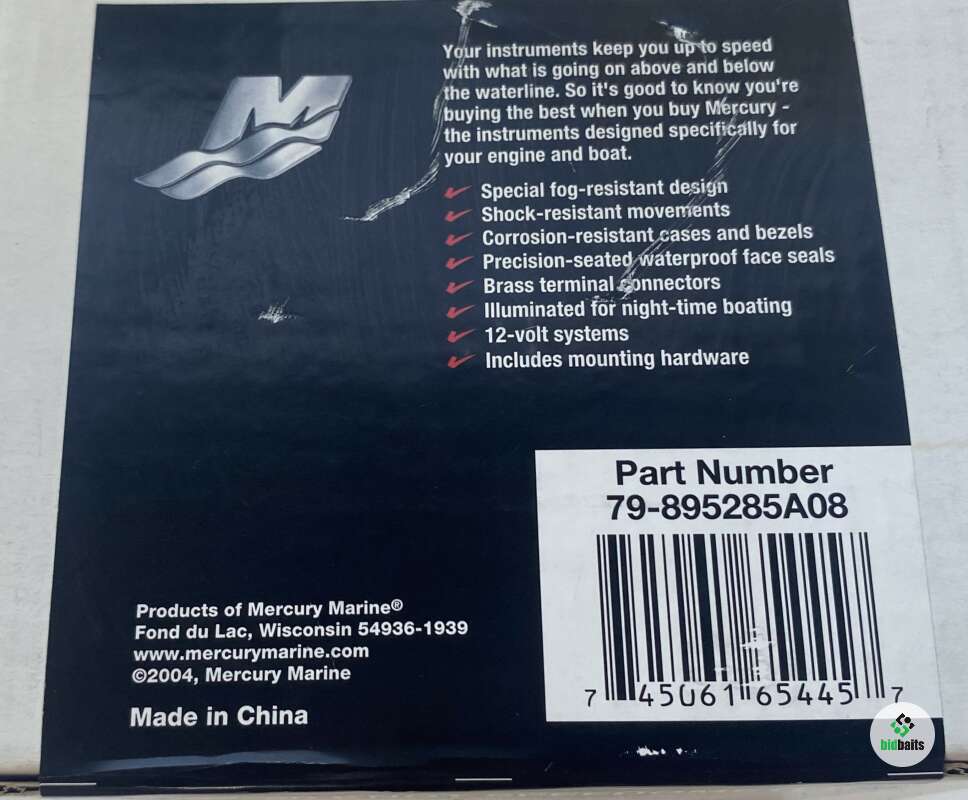 Your instruments keep you up to speed
with what is going on above and below
the waterline. So it's good to know you're
buying the best when you buy Mercury -
the instruments designed specifically for
your engine and boat.
Special fog-resistant design
Shock-resistant movements
Corrosion-resistant cases and bezels
Precision-seated waterproof face seals
Brass terminal connectors
Illuminated for night-time boating
12-volt systems
Includes mounting hardware
Part Number
79-895285A08
7 45061 65445 7
Products of Mercury Marine®
Fond du Lac, Wisconsin 54936-1939
www.mercurymarine.com
©2004, Mercury Marine
Made in China
bidbaits